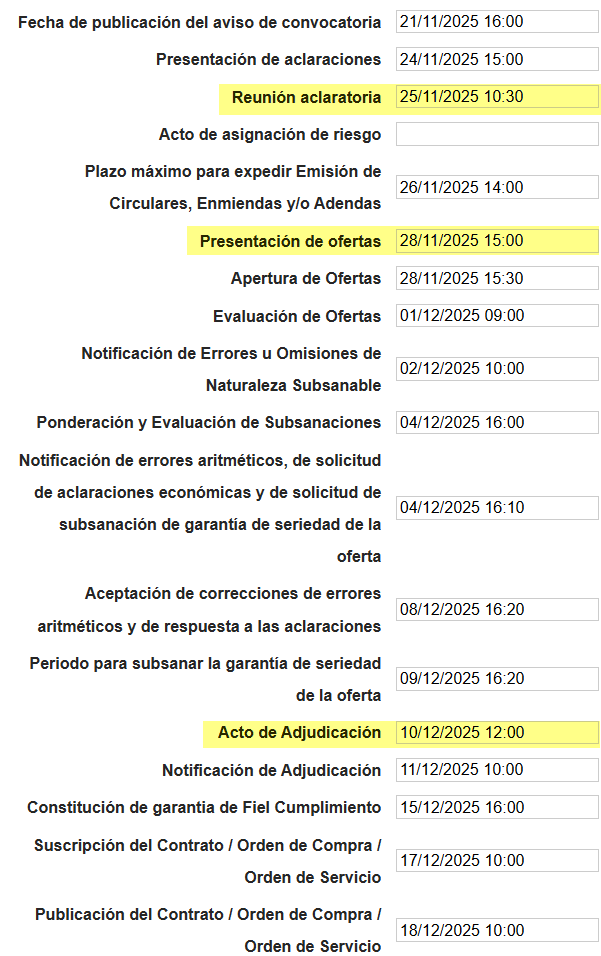 Fecha de publicación del aviso de convocatoria 21/11/2025 16:00
Presentación de aclaraciones 24/11/2025 15:00
Reunión aclaratoria 25/11/2025 10:30
Acto de asignación de riesgo
Plazo máximo para expedir Emisión de
Circulares, Enmiendas y/o Adendas 26/11/2025 14:00
Presentación de ofertas 28/11/2025 15:00
Apertura de Ofertas 28/11/2025 15:30
Evaluación de Ofertas 01/12/2025 09:00
Notificación de Errores u Omisiones de
Naturaleza Subsanable 02/12/2025 10:00
Ponderación y Evaluación de Subsanaciones 04/12/2025 16:00
Notificación de errores aritméticos, de solicitud
de aclaraciones económicas y de solicitud de
subsanación de garantía de seriedad de la
oferta 04/12/2025 16:10
Aceptación de correcciones de errores
aritméticos y de respuesta a las aclaraciones 08/12/2025 16:20
Periodo para subsanar la garantía de seriedad
de la oferta 09/12/2025 16:20
Acto de Adjudicación 10/12/2025 12:00
Notificación de Adjudicación 11/12/2025 10:00
Constitución de garantia de Fiel Cumplimiento 15/12/2025 16:00
Suscripción del Contrato / Orden de Compra /
Orden de Servicio 17/12/2025 10:00
Publicación del Contrato / Orden de Compra /
Orden de Servicio 18/12/2025 10:00